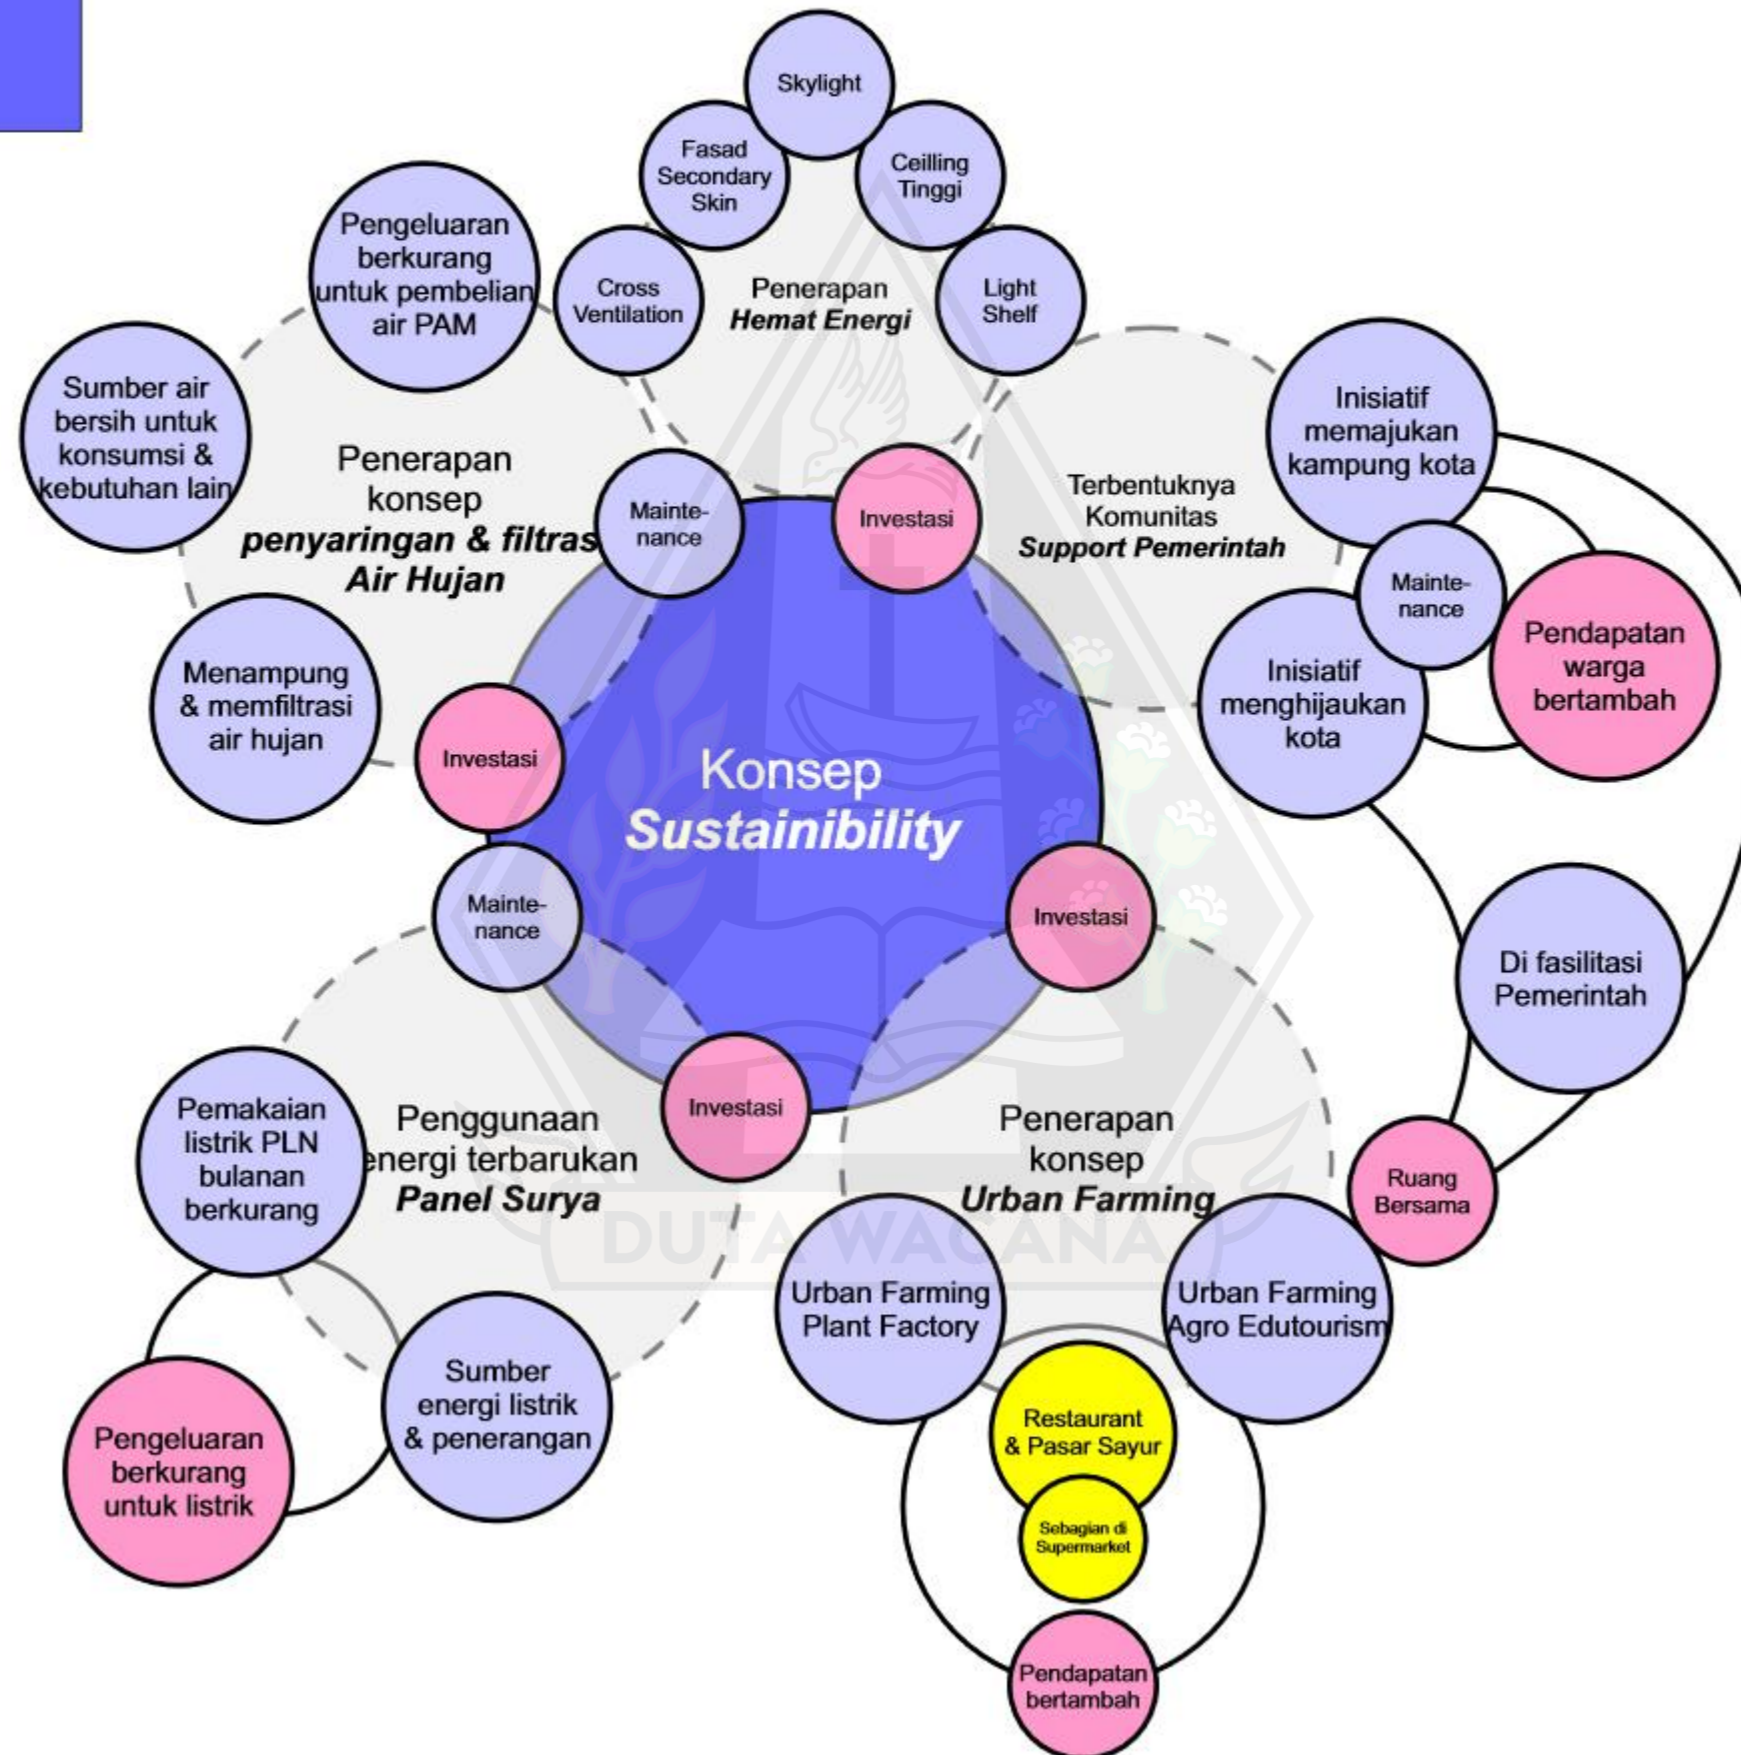 Skylight
Fasad
Secondary
Skin
Ceilling
Tinggi
Cross
Ventilation
Penerapan
Hemat Energi
Light
Shelf
Pengeluaran
berkurang
untuk pembelian
air PAM
Sumber air
bersih untuk
konsumsi &
kebutuhan lain
Penerapan
konsep
penyaringan & filtras
Air Hujan
Mainte-
nance
Investasi
Menampung
& memfiltrasi
air hujan
Investasi
Terbentuknya
Komunitas
Support Pemerintah
Inisiatif
memajukan
kampung kota
Mainte-
nance
Inisiatif
menghijaukan
kota
Pendapatan
warga
bertambah
Konsep
Sustainibility
Mainte-
nance
Investasi
Di fasilitasi
Pemerintah
Pemakaian
listrik PLN
bulanan
berkurang
Penggunaan
energi terbarukan
Panel Surya
Investasi
Penerapan
konsep
Urban Farming
Ruang
Bersama
DUTA WACANA
Urban Farming
Plant Factory
Urban Farming
Agro Edutourism
Sumber
energi listrik
& penerangan
Pengeluaran
berkurang
untuk listrik
Restaurant
& Pasar Sayur
Sebagian di
Supermarket
Pendapatan
bertambah